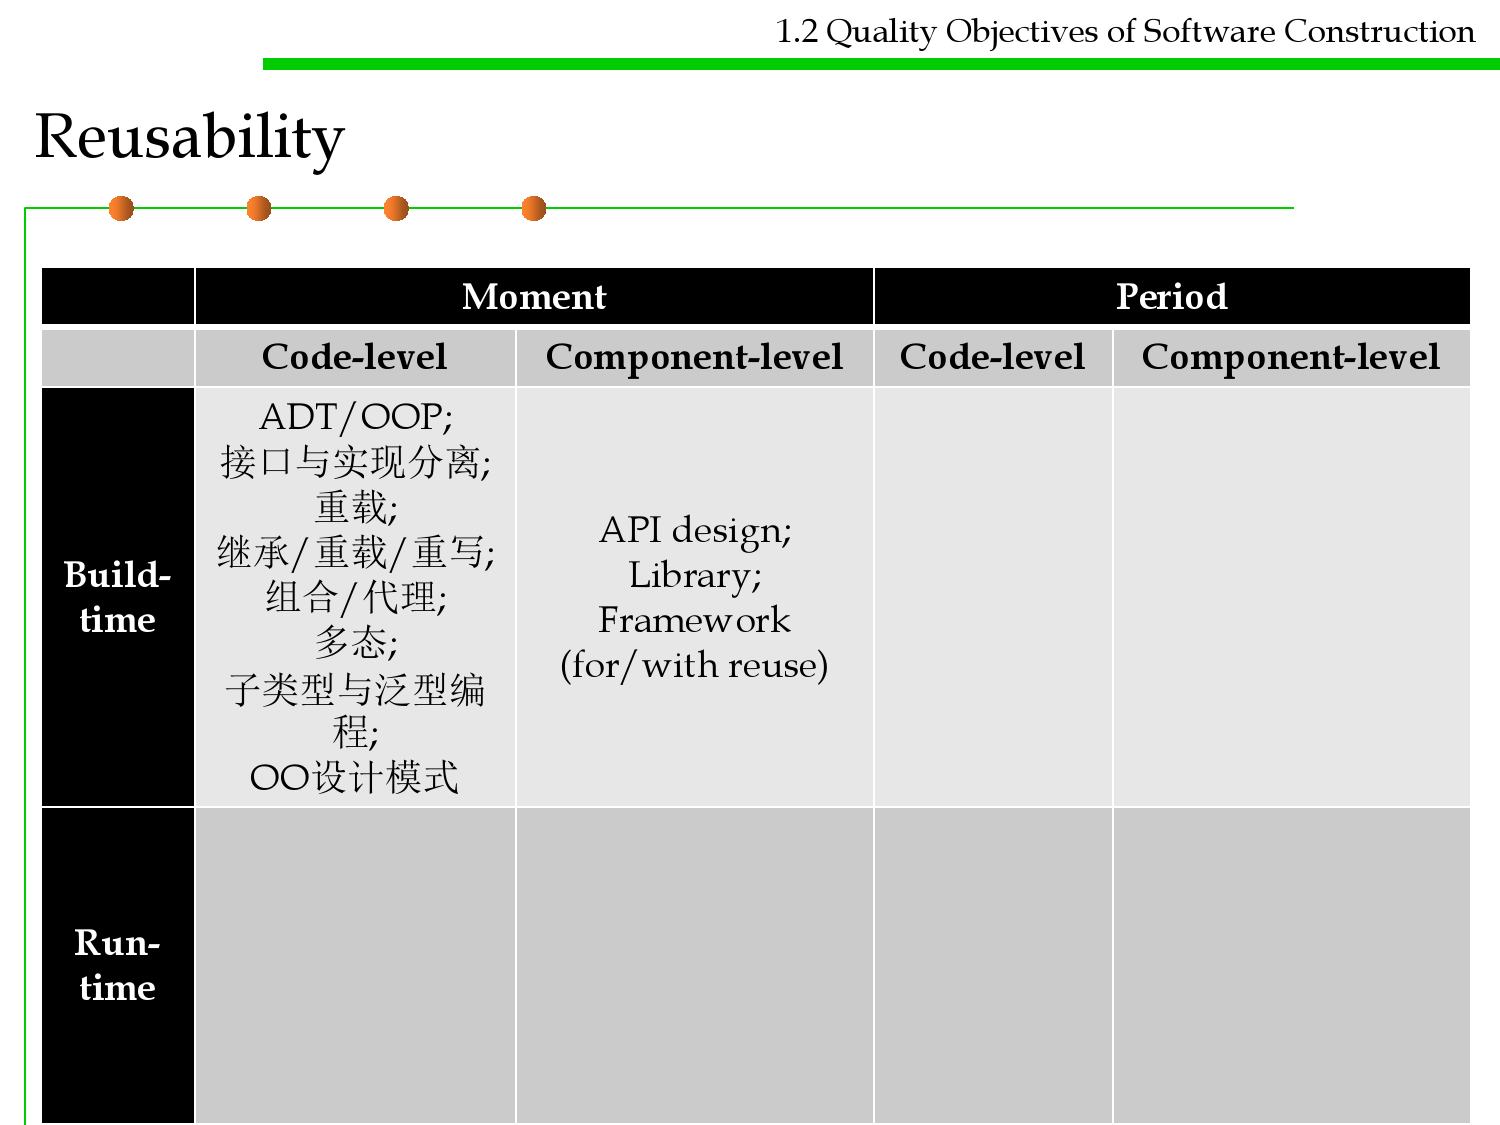 1.2 Quality Objectives of Software Construction
Reusability
Moment
Period
Code-level
Component-level
Code-level
Component-level
Build-
time
ADT/OOP;
接口与实现分离;
重载;
继承/重载/重写;
组合/代理;
多态;
子类型与泛型编
程;
OO设计模式
API design;
Library;
Framework
(for/with reuse)
Run-
time